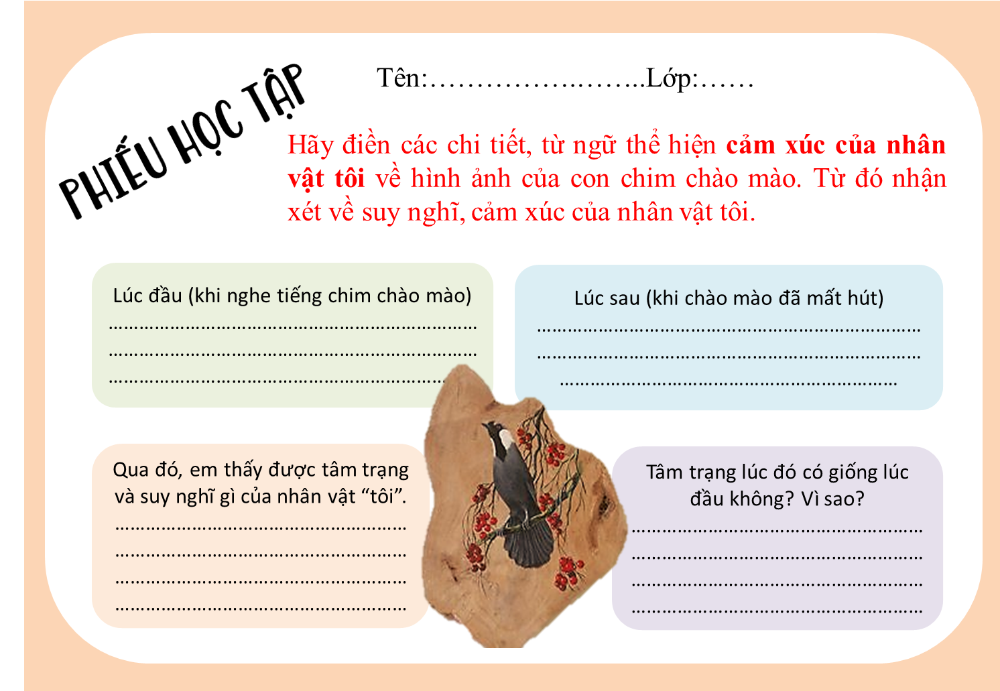 PHIẾU HỌC TẬP
Tên:…………….……..Lớp:……
Hãy điền các chi tiết, từ ngữ thể hiện cảm xúc của nhân
vật tôi về hình ảnh của con chim chào mào. Từ đó nhận
xét về suy nghĩ, cảm xúc của nhân vật tôi.
Lúc đầu (khi nghe tiếng chim chào mào)
………………………………………………………………
………………………………………………………………
…………………………………………………………
Lúc sau (khi chào mào đã mất hút)
…………………………………………………………………
…………………………………………………………………
…………………………………………………………
Qua đó, em thấy được tâm trạng
và suy nghĩ gì của nhân vật “tôi”.
…………………………………………………
…………………………………………………
…………………………………………………
…………………………………………………
Tâm trạng lúc đó có giống lúc
đầu không? Vì sao?
…………………………………………………
…………………………………………………
…………………………………………………
…………………………………………………